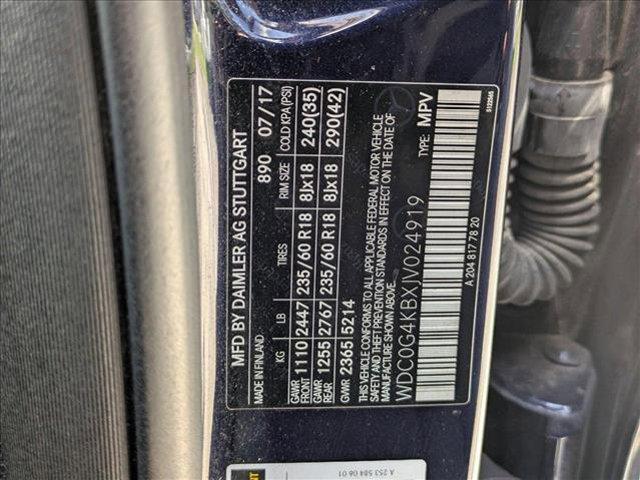 MFD BY DAIMLER AG STUTTGART
MADE IN FINLAND 890 07/17
KG LB TIRES RIM SIZE COLD KPA(PSI)
GAWR FRONT 1110 2447 235/60 R18 8Jx18 240(35)
GAWR REAR 1255 2767 235/60 R18 8Jx18 290(42)
GVWR 2365 5214
THIS VEHICLE CONFORMS TO ALL APPLICABLE FEDERAL MOTOR VEHICLE
SAFETY AND THEFT PREVENTION STANDARDS IN EFFECT ON THE DATE OF
MANUFACTURE SHOWN ABOVE.
WDC0G4KBXJV024919 TYPE: MPV
A 204 817 78 20
A 253 584 06 01